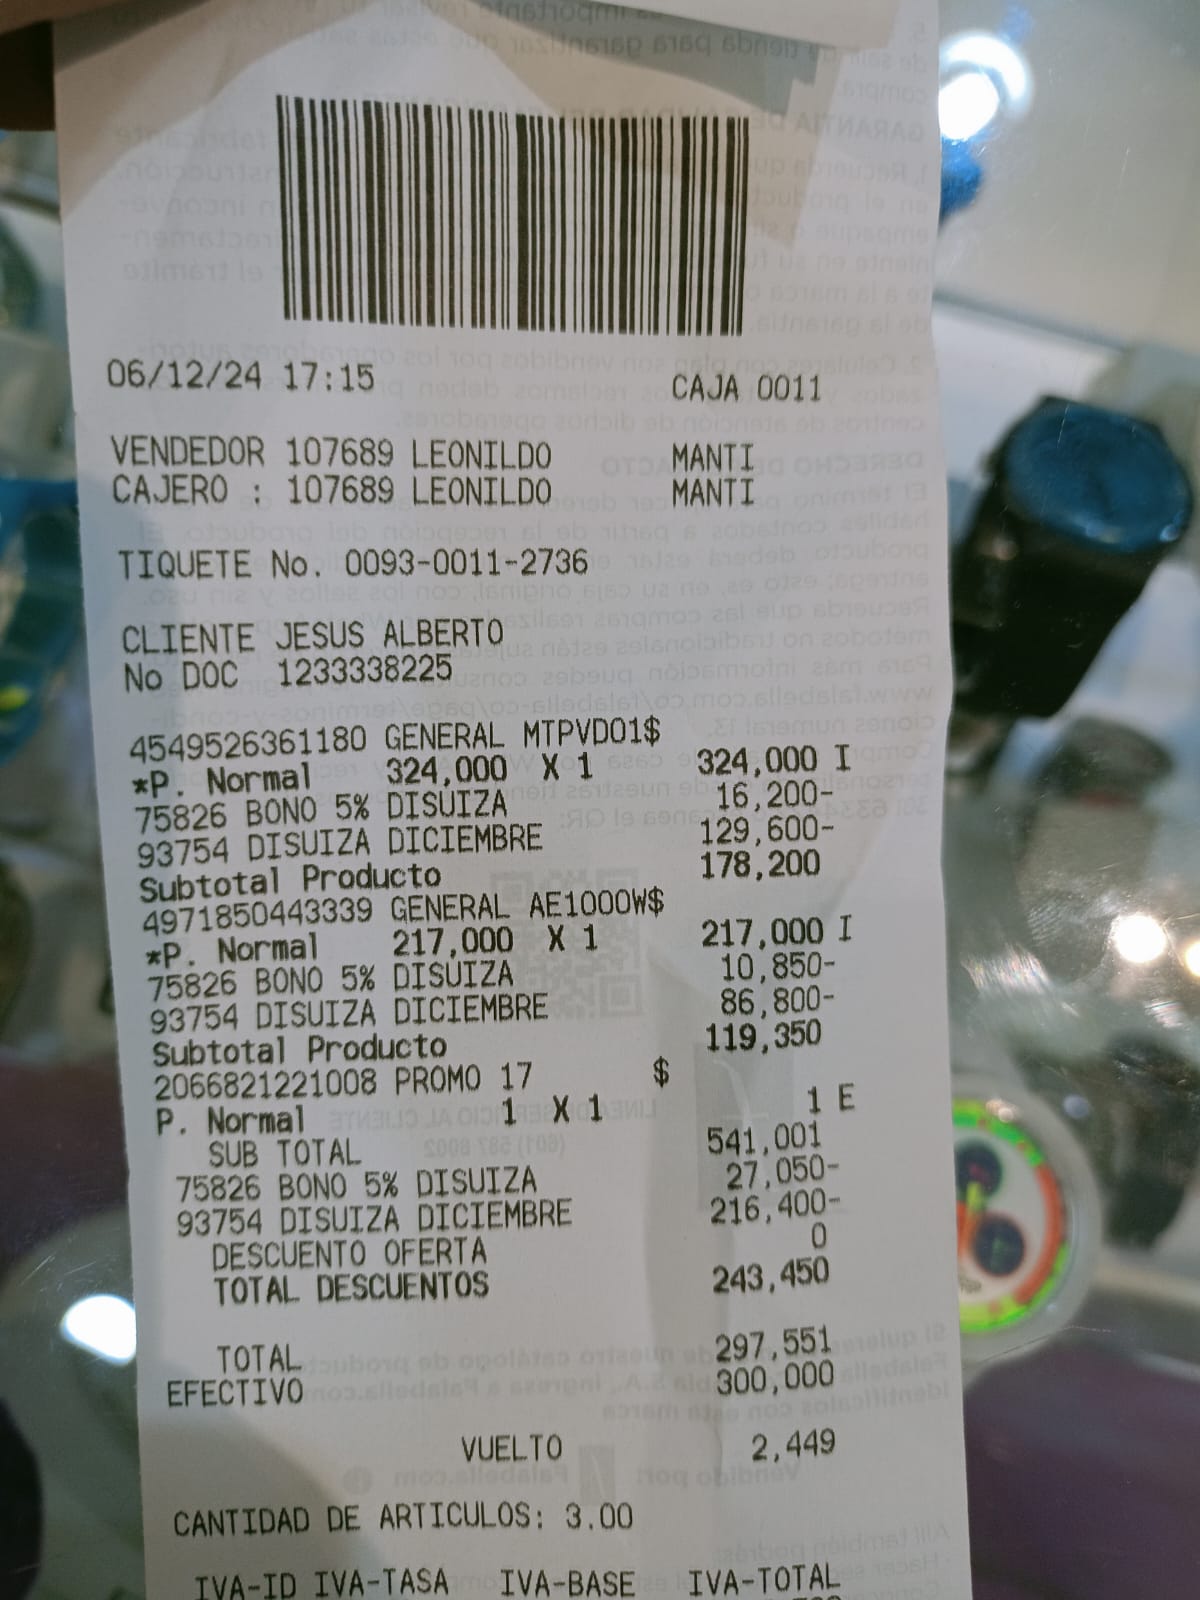 06/12/24 17:15 CAJA 0011
VENDEDOR 107689 LEONILDO MANTI
CAJERO : 107689 LEONILDO MANTI
TIQUETE No. 0093-0011-2736
CLIENTE JESUS ALBERTO
No DOC 1233338225
4549526361180 GENERAL MTPVD01$
*P. Normal 324,000 X 1 324,000 I
75826 BONO 5% DISUIZA 16,200-
93754 DISUIZA DICIEMBRE 129,600-
Subtotal Producto 178,200
4971850443339 GENERAL AE1000W$
*P. Normal 217,000 X 1 217,000 I
75826 BONO 5% DISUIZA 10,850-
93754 DISUIZA DICIEMBRE 86,800-
Subtotal Producto 119,350
2066821221008 PROMO 17 $
P. Normal 1 X 1 1 E
SUB TOTAL 541,001
75826 BONO 5% DISUIZA 27,050-
93754 DISUIZA DICIEMBRE 216,400-
DESCUENTO OFERTA 0
TOTAL DESCUENTOS 243,450
TOTAL 297,551
EFECTIVO 300,000
VUELTO 2,449
CANTIDAD DE ARTICULOS: 3.00
IVA-ID IVA-TASA IVA-BASE IVA-TOTAL